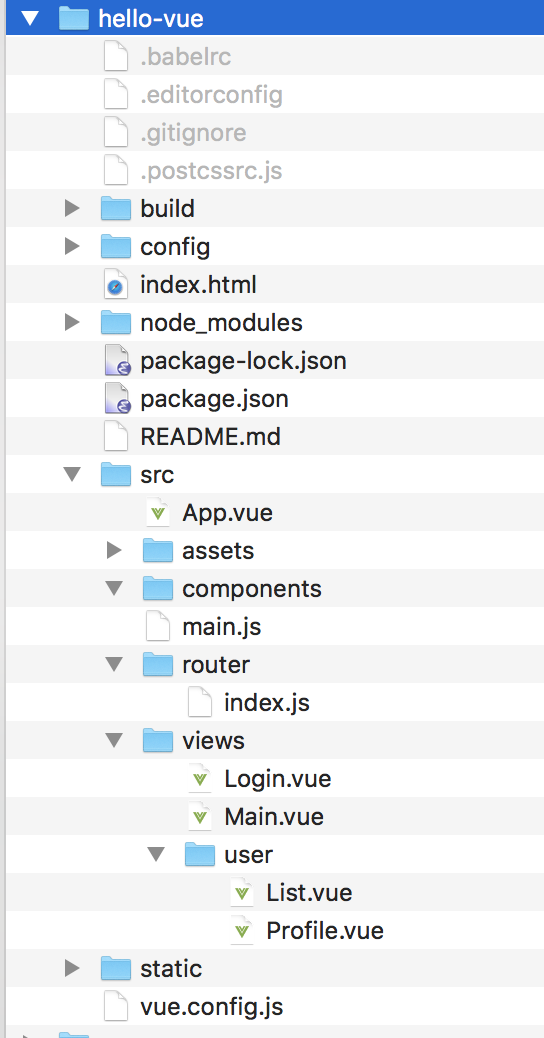 hello-vue
.babelrc
.editorconfig
.gitignore
.postcssrc.js
build
config
index.html
node_modules
package-lock.json
package.json
README.md
src
App.vue
assets
components
main.js
router
index.js
views
Login.vue
Main.vue
user
List.vue
Profile.vue
static
vue.config.js